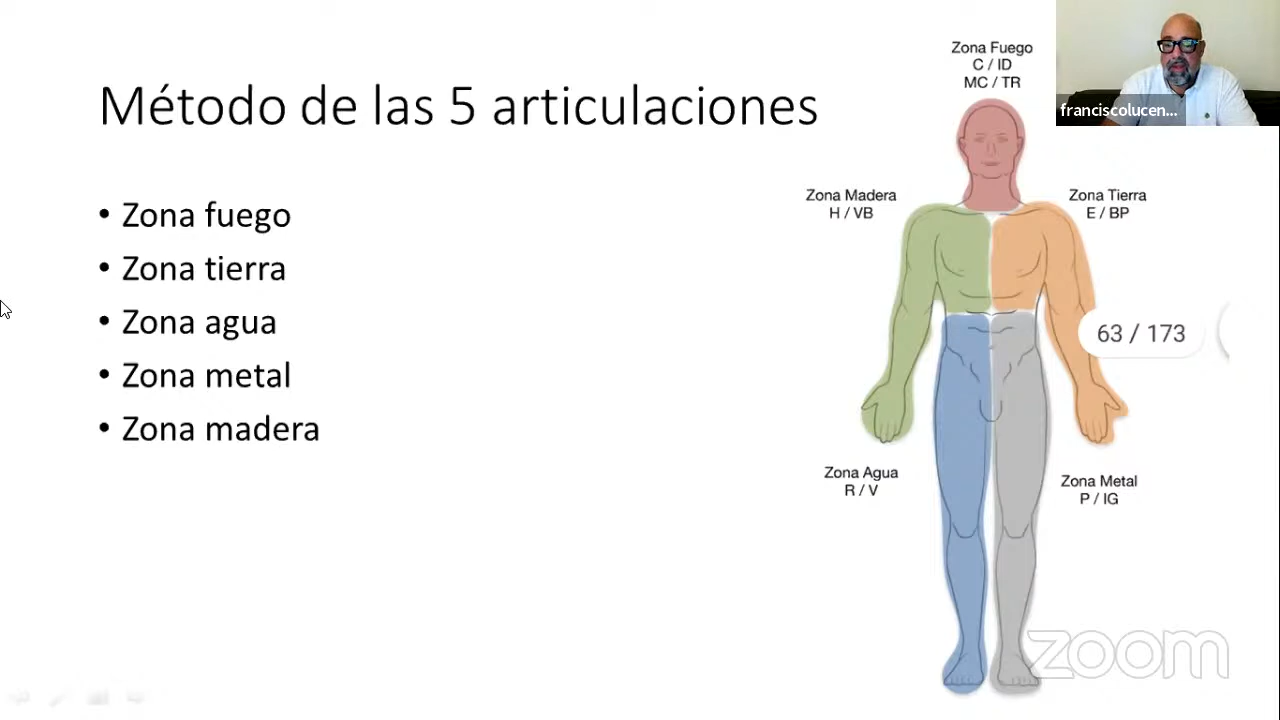 Método de las 5 articulaciones
• Zona fuego
• Zona tierra
• Zona agua
• Zona metal
• Zona madera
Zona Fuego
C / ID
MC / TR
Zona Madera
H / VB
Zona Tierra
E / BP
Zona Agua
R / V
Zona Metal
P / IG
63 / 173
franciscolucen...
zoom